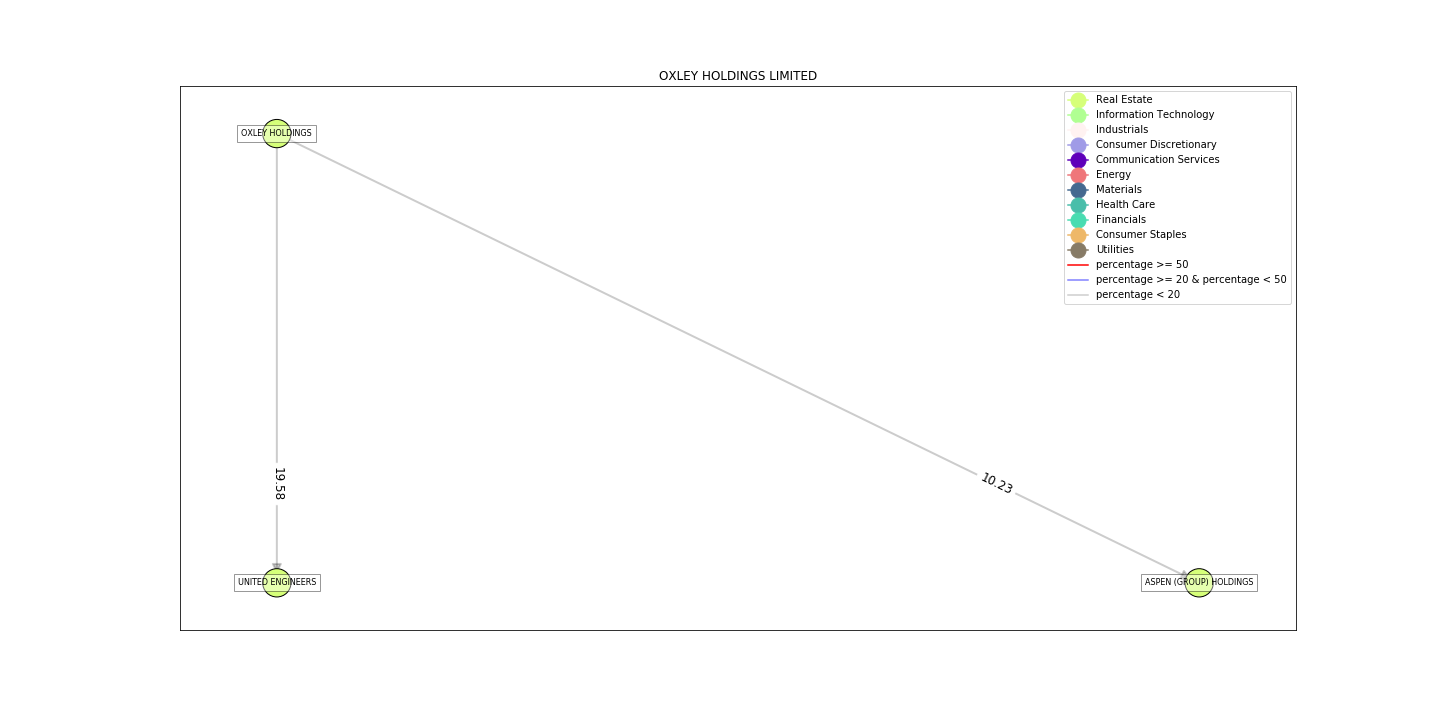 OXLEY HOLDINGS LIMITED
OXLEY HOLDINGS
Real Estate
Information Technology
Industrials
Consumer Discretionary
Communication Services
Energy
Materials
Health Care
Financials
Consumer Staples
Utilities
percentage >= 50
percentage >= 20 & percentage < 50
percentage < 20
19.58
10.23
UNITED ENGINEERS
ASPEN (GROUP) HOLDINGS